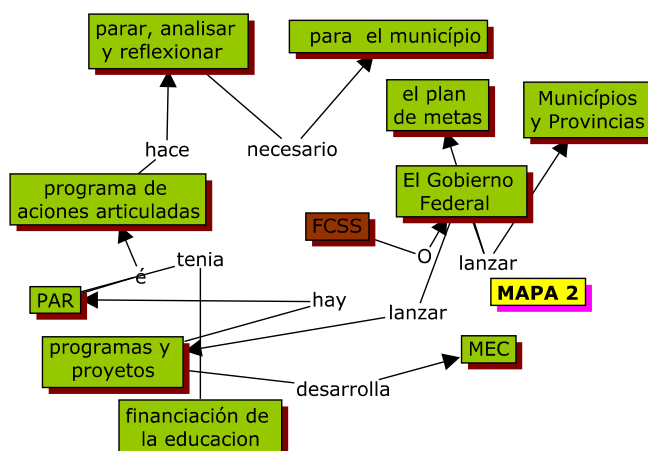 parar, analisar
y reflexionar
para el município
el plan
de metas
Municípios
y Provincias
hace
necesario
programa de
aciones articuladas
El Gobierno
Federal
FCSS
O
lanzar
tenia
é
PAR
MAPA 2
hay
lanzar
programas y
proyetos
MEC
desarrolla
financiación de
la educacion